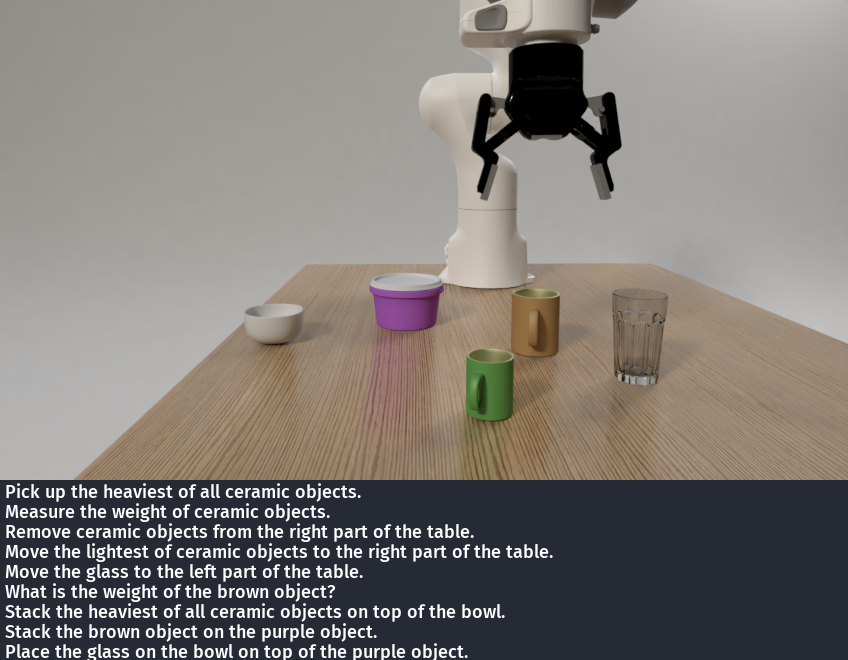 Pick up the heaviest of all ceramic objects.
Measure the weight of ceramic objects.
Remove ceramic objects from the right part of the table.
Move the lightest of ceramic objects to the right part of the table.
Move the glass to the left part of the table.
What is the weight of the brown object?
Stack the heaviest of all ceramic objects on top of the bowl.
Stack the brown object on the purple object.
Place the glass on the bowl on top of the purple object.